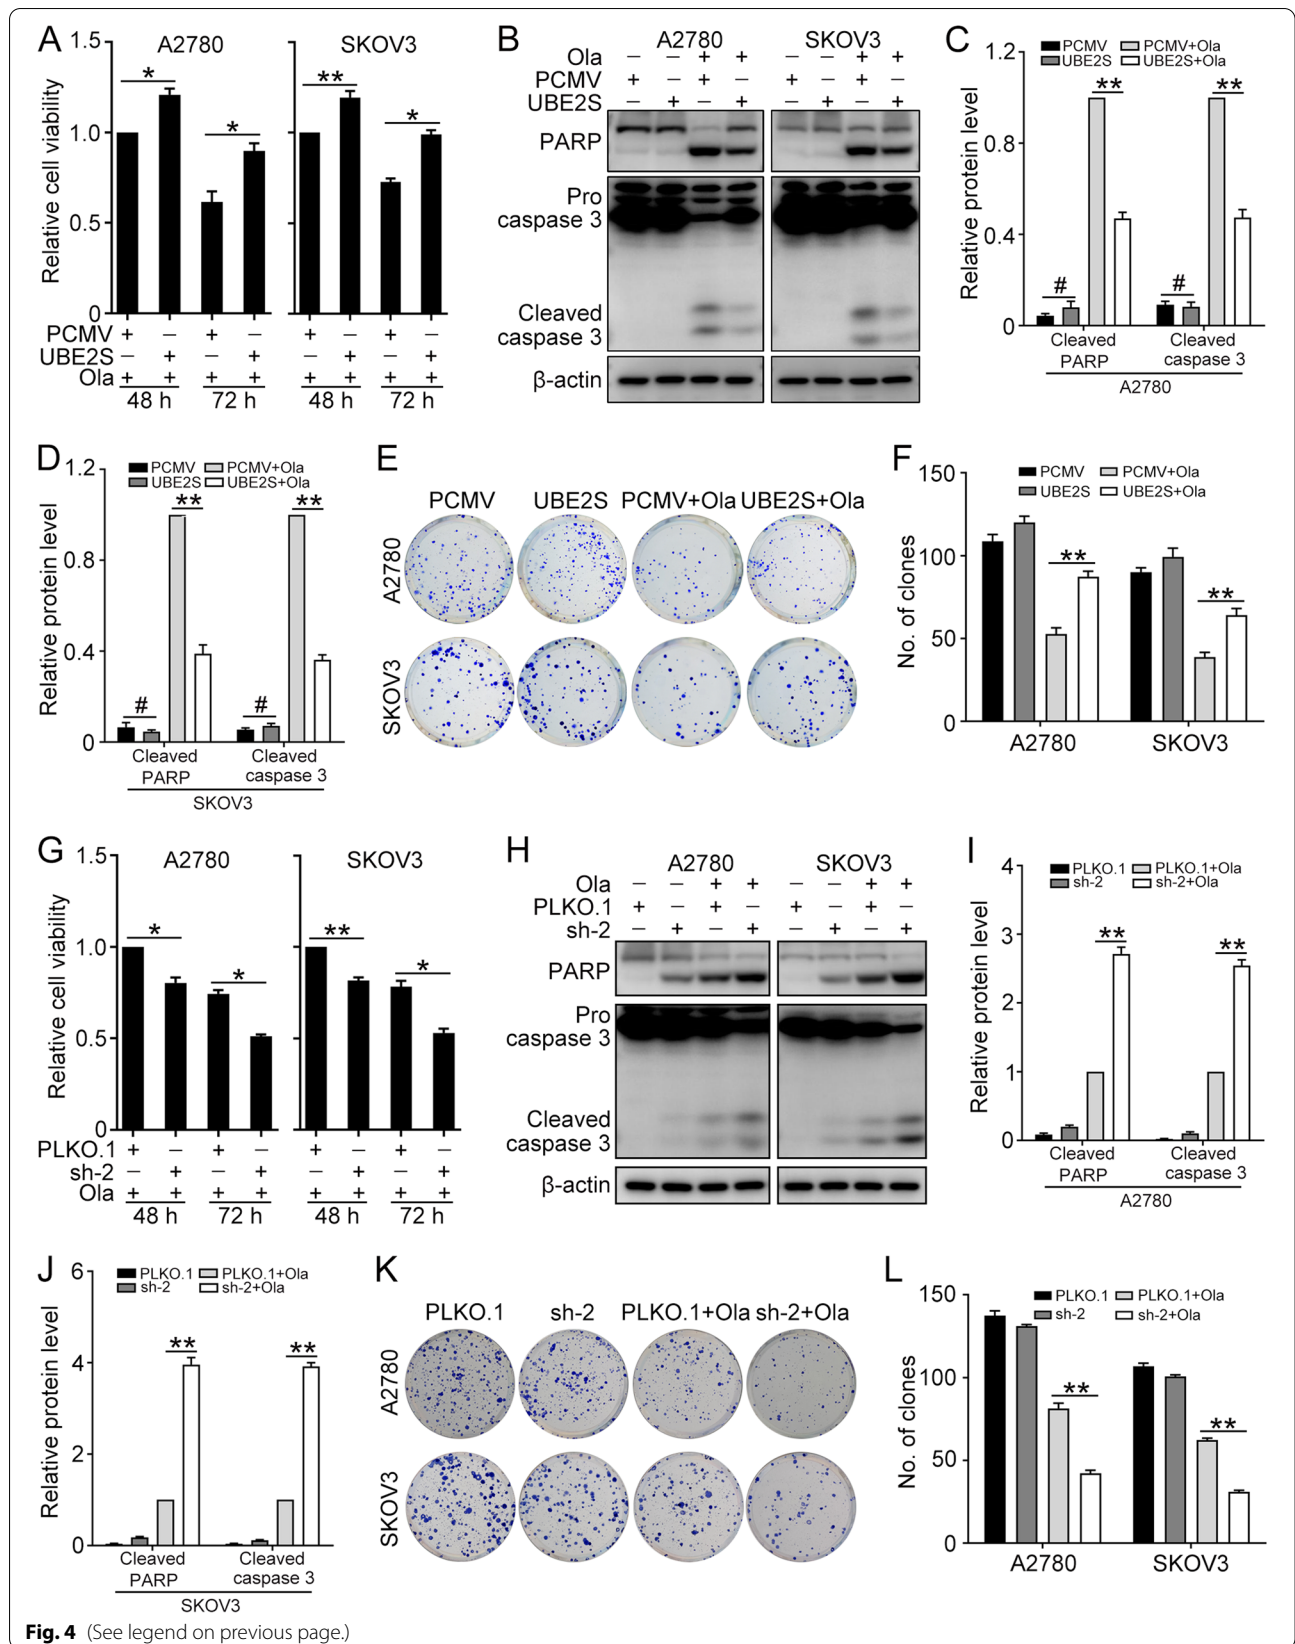 A
A2780
SKOV3
Relative cell viability
1.5
1.0
0.5
0
*
*
**
*
PCMV + – + – + – + –
UBE2S – + – + – + – +
Ola + + + + + + + +
48 h 72 h 48 h 72 h
B
A2780 SKOV3
Ola – – + + – – + +
PCMV + – + – + – + –
UBE2S – + – + – + – +
PARP
Pro
caspase 3
Cleaved
caspase 3
β-actin
C
PCMV PCMV+Ola
UBE2S UBE2S+Ola
Relative protein level
1.2
0.8
0.4
0
# ** # **
Cleaved PARP
Cleaved caspase 3
A2780
D
PCMV PCMV+Ola
UBE2S UBE2S+Ola
Relative protein level
1.2
0.8
0.4
0
# ** # **
Cleaved PARP
Cleaved caspase 3
SKOV3
E
PCMV UBE2S PCMV+Ola UBE2S+Ola
A2780
SKOV3
F
PCMV PCMV+Ola
UBE2S UBE2S+Ola
No. of clones
150
100
50
0
** **
A2780 SKOV3
G
A2780
SKOV3
Relative cell viability
1.5
1.0
0.5
0
*
*
**
*
PLKO.1 + – + – + – + –
sh-2 – + – + – + – +
Ola + + + + + + + +
48 h 72 h 48 h 72 h
H
A2780 SKOV3
Ola – – + + – – + +
PLKO.1 + – + – + – + –
sh-2 – + – + – + – +
PARP
Pro
caspase 3
Cleaved
caspase 3
β-actin
I
PLKO.1 PLKO.1+Ola
sh-2 sh-2+Ola
Relative protein level
4
3
2
1
0
** **
Cleaved PARP
Cleaved caspase 3
A2780
J
PLKO.1 PLKO.1+Ola
sh-2 sh-2+Ola
Relative protein level
6
4
2
0
** **
Cleaved PARP
Cleaved caspase 3
SKOV3
K
PLKO.1 sh-2 PLKO.1+Ola sh-2+Ola
A2780
SKOV3
L
PLKO.1 PLKO.1+Ola
sh-2 sh-2+Ola
No. of clones
150
100
50
0
** **
A2780 SKOV3
Fig. 4 (See legend on previous page.)